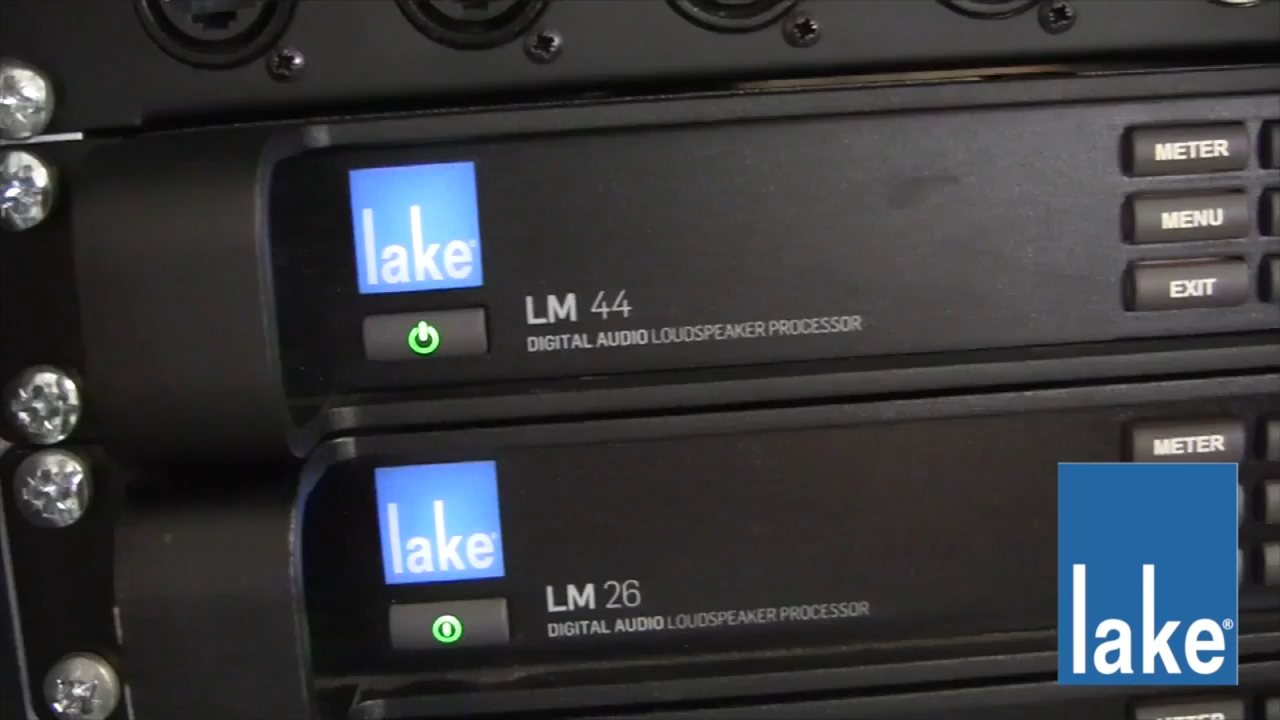 METER
MENU
EXIT
lake®
LM 44
DIGITAL AUDIO LOUDSPEAKER PROCESSOR
METER
lake®
LM 26
DIGITAL AUDIO LOUDSPEAKER PROCESSOR
lake®
METER